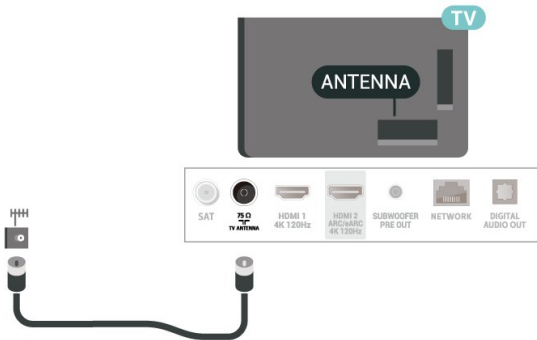 TV
ANTENNA
SAT
75 Ω
TV ANTENNA
HDMI 1
4K 120Hz
HDMI 2
ARC/eARC
4K 120Hz
SUBWOOFER
PRE OUT
NETWORK
DIGITAL
AUDIO OUT